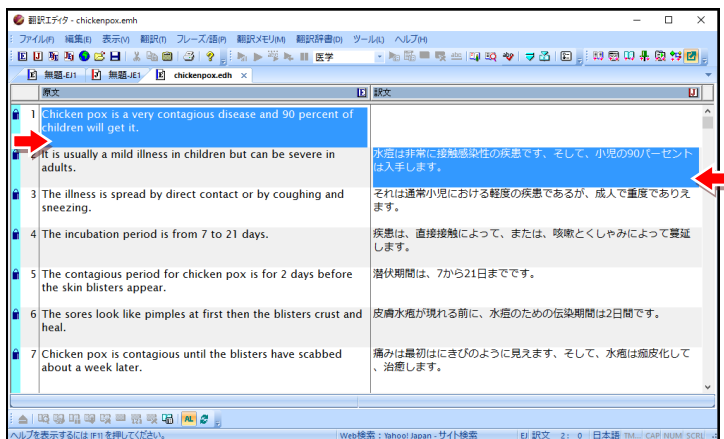 翻訳エディタ - chickenpox.emh
ファイル(F) 編集(E) 表示(V) 翻訳(T) フレーズ/語(P) 翻訳メモリ(M) 翻訳辞書(D) ツール(L) ヘルプ(H)
医学
無題-EJ1 無題-JE1 chickenpox.edh ×
原文 E 訳文 J
1 Chicken pox is a very contagious disease and 90 percent of
children will get it.
2 It is usually a mild illness in children but can be severe in
adults.
水痘は非常に接触感染性の疾患です、そして、小児の90パーセント
は入手します。
3 The illness is spread by direct contact or by coughing and
sneezing.
それは通常小児における軽度の疾患であるが、成人で重度でありえ
ます。
4 The incubation period is from 7 to 21 days.
疾患は、直接接触によって、または、咳嗽とくしゃみによって蔓延
します。
5 The contagious period for chicken pox is for 2 days before
the skin blisters appear.
潜伏期間は、7から21日までです。
6 The sores look like pimples at first then the blisters crust and
heal.
皮膚水疱が現れる前に、水痘のための伝染期間は2日間です。
7 Chicken pox is contagious until the blisters have scabbed
about a week later.
痛みは最初はにきびのように見えます、そして、水疱は痂皮化して
、治癒します。
AL
ヘルプを表示するには [F1] を押してください。 Web検索 : Yahoo! Japan - サイト検索 EJ 訳文 2: 0 日本語 TM... CAP NUM SCRL